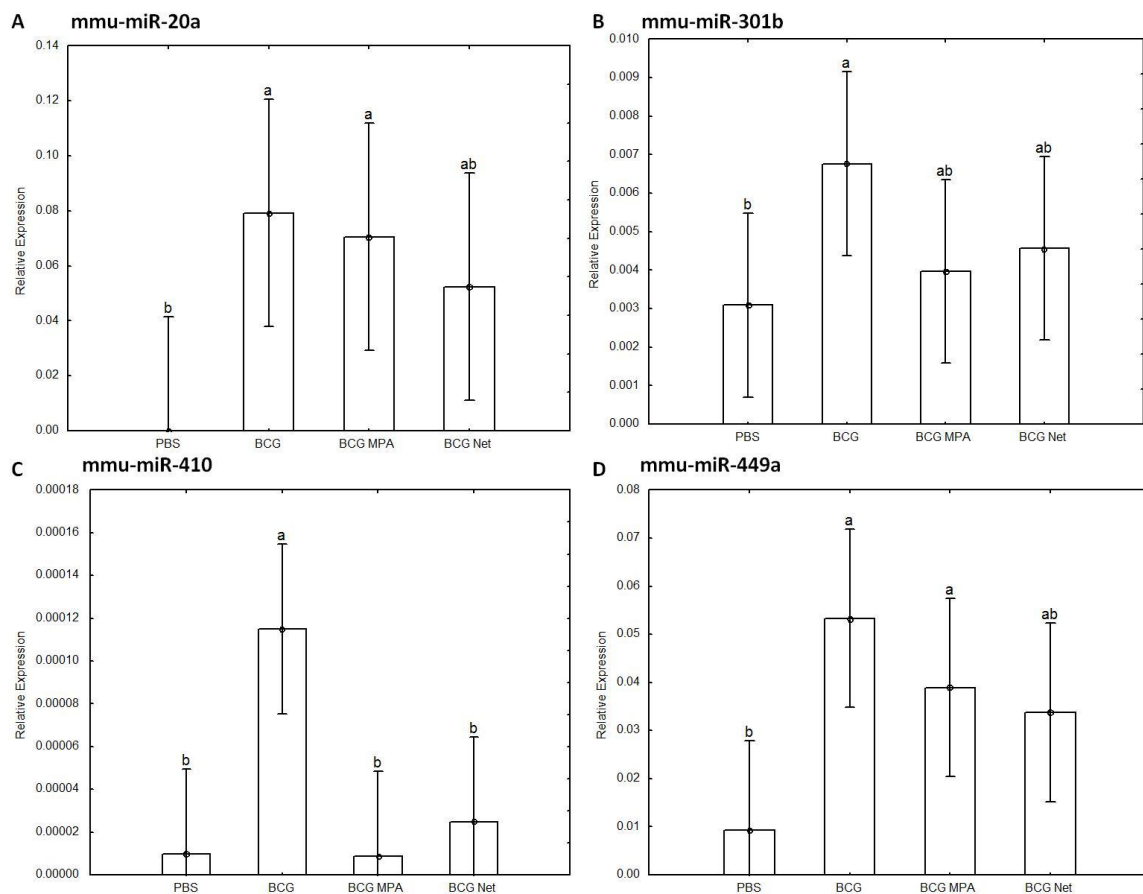 A mmu-miR-20a
0.14
0.12
0.10
0.08
0.06
0.04
0.02
0.00
Relative Expression
b
a
a
ab
PBS
BCG
BCG MPA
BCG Net
B mmu-miR-301b
0.010
0.009
0.008
0.007
0.006
0.005
0.004
0.003
0.002
0.001
0.000
Relative Expression
b
a
ab
ab
PBS
BCG
BCG MPA
BCG Net
C mmu-miR-410
0.00018
0.00016
0.00014
0.00012
0.00010
0.00008
0.00006
0.00004
0.00002
0.00000
Relative Expression
b
a
b
b
PBS
BCG
BCG MPA
BCG Net
D mmu-miR-449a
0.08
0.07
0.06
0.05
0.04
0.03
0.02
0.01
0.00
Relative Expression
b
a
a
ab
PBS
BCG
BCG MPA
BCG Net